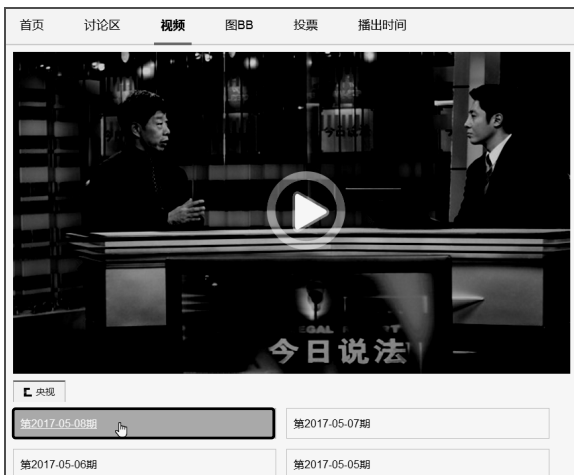 首页 讨论区 视频 图BB 投票 播出时间
今日说法
今日说法
央视
第2017-05-08期 第2017-05-07期
第2017-05-06期 第2017-05-05期